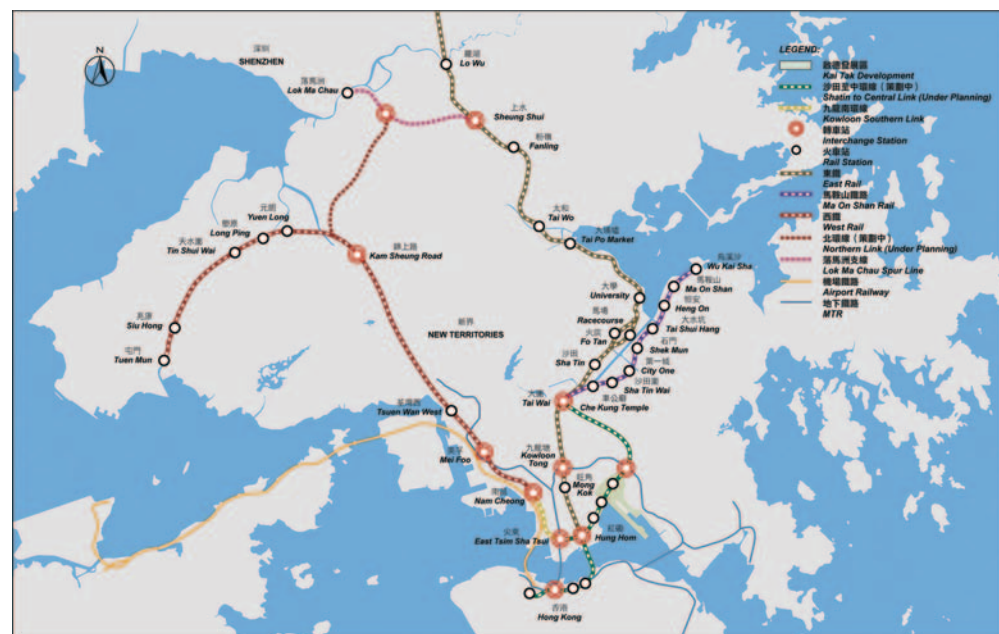 N
深圳
SHENZHEN
羅湖
Lo Wu
落馬洲
Lok Ma Chau
上水
Sheung Shui
粉嶺
Fanling
太和
Tai Wo
大埔墟
Tai Po Market
元朗
Yuen Long
朗屏
Long Ping
天水圍
Tin Shui Wai
錦上路
Kam Sheung Road
兆康
Siu Hong
屯門
Tuen Mun
新界
NEW TERRITORIES
大學
University
馬場
Racecourse
火炭
Fo Tan
沙田
Sha Tin
烏溪沙
Wu Kai Sha
馬鞍山
Ma On Shan
恒安
Heng On
大水坑
Tai Shui Hang
石門
Shek Mun
第一城
City One
沙田圍
Sha Tin Wai
車公廟
Che Kung Temple
大圍
Tai Wai
荃灣西
Tsuen Wan West
美孚
Mei Foo
南昌
Nam Cheong
九龍塘
Kowloon
Tong
旺角
Mong
Kok
尖東
East Tsim Sha Tsui
紅磡
Hung Hom
香港
Hong Kong
LEGEND:
啟德發展區
Kai Tak Development
沙田至中環線（策劃中）
Shatin to Central Link (Under Planning)
九龍南環線
Kowloon Southern Link
轉車站
Interchange Station
火車站
Rail Station
東鐵
East Rail
馬鞍山鐵路
Ma On Shan Rail
西鐵
West Rail
北環線（策劃中）
Northern Link (Under Planning)
落馬洲支線
Lok Ma Chau Spur Line
機場鐵路
Airport Railway
地下鐵路
MTR